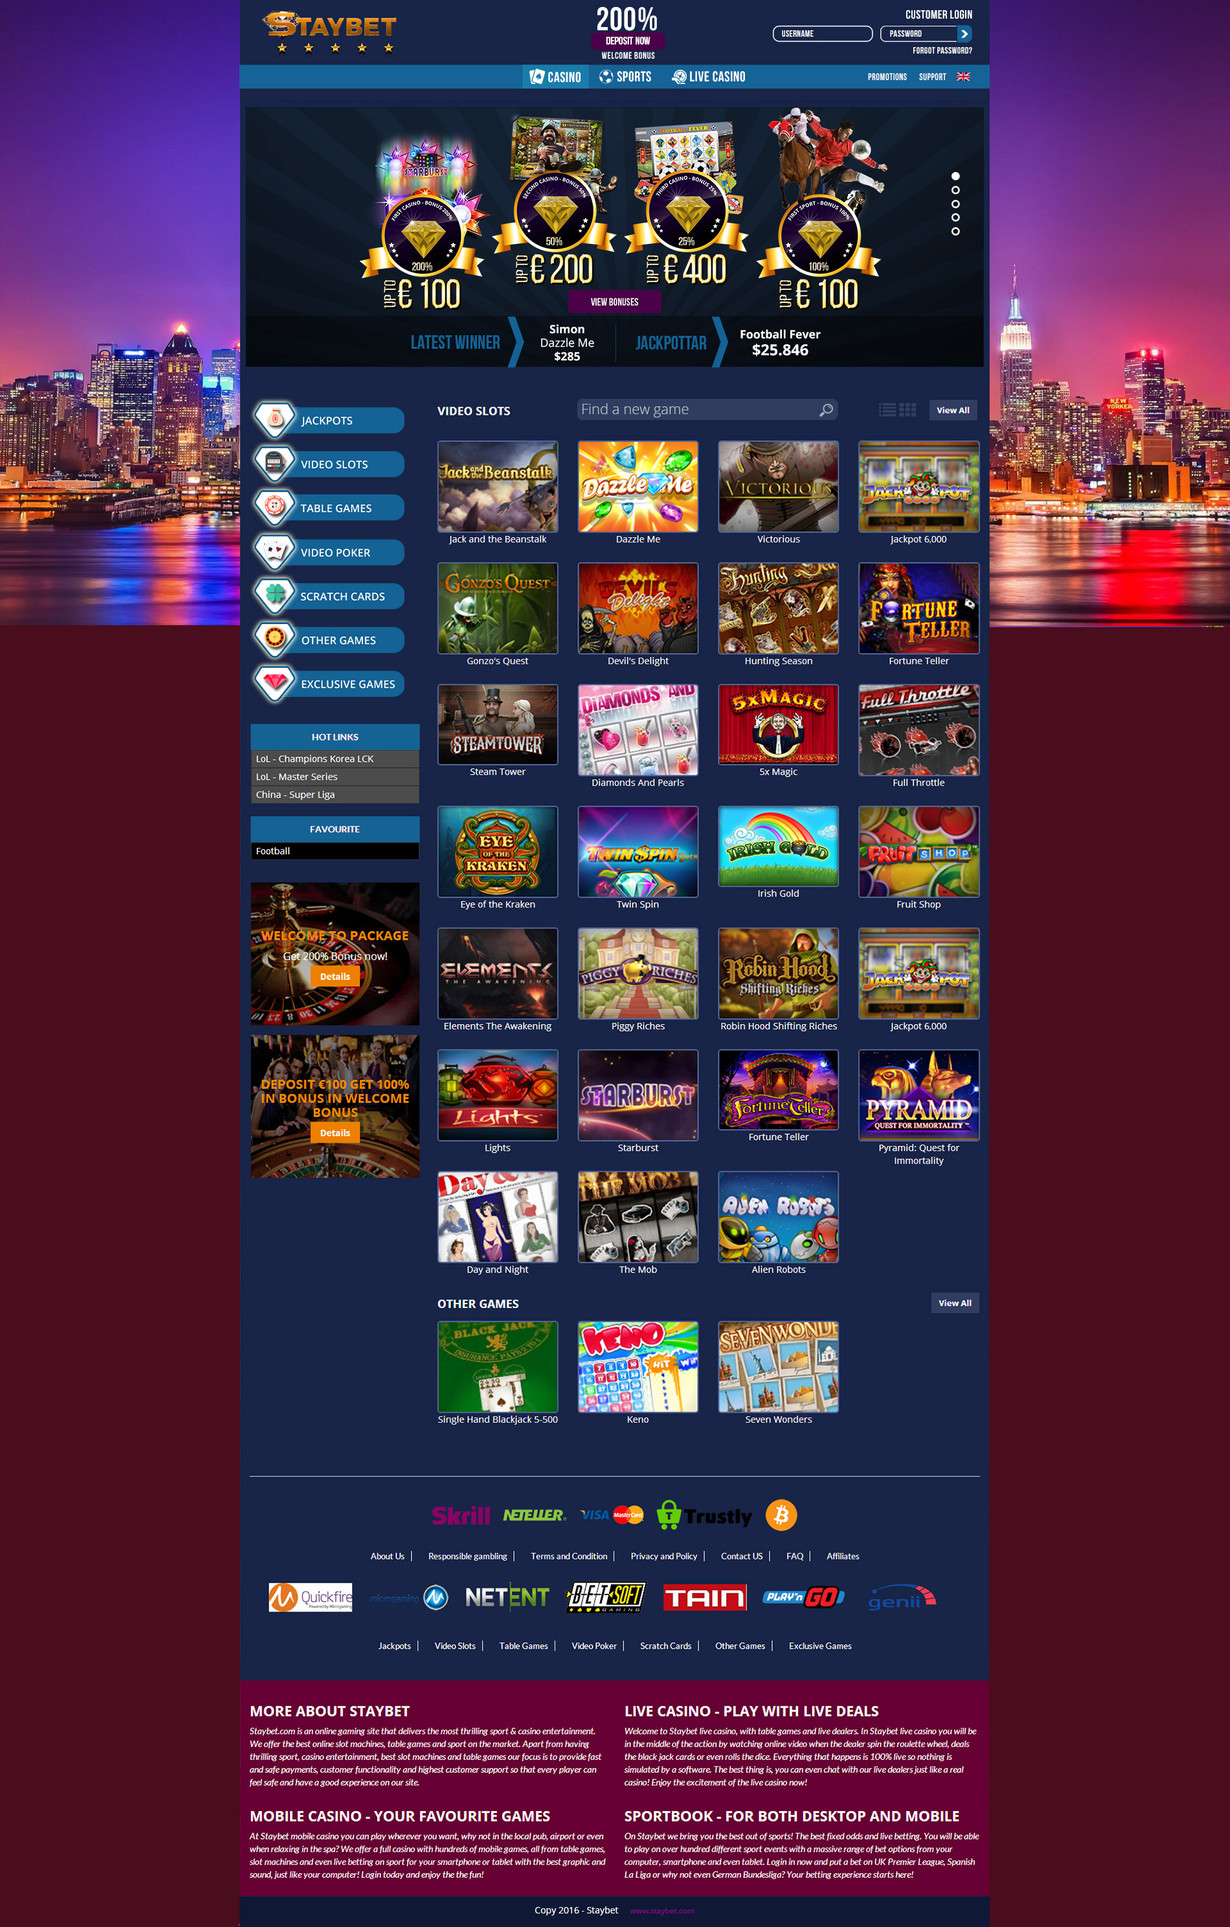 STAYBET
200%
DEPOSIT NOW
WELCOME BONUS
CUSTOMER LOGIN
USERNAME
PASSWORD
FORGOT PASSWORD?
CASINO
SPORTS
LIVE CASINO
PROMOTIONS
SUPPORT
STARBURST
FIRST CASINO - BONUS 200%
200%
UP TO € 100
SECOND CASINO - BONUS 50%
50%
UP TO € 200
FOOTBALL FEVER
THIRD CASINO - BONUS 25%
25%
UP TO € 400
FIRST SPORT - BONUS 100%
100%
UP TO € 100
VIEW BONUSES
LATEST WINNER
Simon
Dazzle Me
$285
JACKPOTTAR
Football Fever
$25.846
NEW YORKER
JACKPOTS
VIDEO SLOTS
TABLE GAMES
VIDEO POKER
SCRATCH CARDS
OTHER GAMES
EXCLUSIVE GAMES
HOT LINKS
LoL - Champions Korea LCK
LoL - Master Series
China - Super Liga
FAVOURITE
Football
WELCOME TO PACKAGE
Get 200% Bonus now!
Details
DEPOSIT €100 GET 100%
IN BONUS IN WELCOME
BONUS
Details
VIDEO SLOTS
Find a new game
View All
Jack and the Beanstalk
Dazzle Me
VICTORIOUS
JACKPOT
Jack and the Beanstalk
Dazzle Me
Victorious
Jackpot 6,000
GONZO'S QUEST
DEVIL'S Delight
Hunting Sea
FORTUNE TELLER
Gonzo's Quest
Devil's Delight
Hunting Season
Fortune Teller
STEAMTOWER
DIAMONDS AND
5xMAGIC
Full Throttle
Steam Tower
Diamonds And Pearls
5x Magic
Full Throttle
EYE OF THE KRAKEN
TWIN SPIN
IRISH GOLD
FRUIT SHOP
Eye of the Kraken
Twin Spin
Irish Gold
Fruit Shop
ELEMENTS
THE AWAKENING
PIGGY RICHES
Robin Hood
Shifting Riches
JACKPOT
Elements The Awakening
Piggy Riches
Robin Hood Shifting Riches
Jackpot 6,000
Lights
STARBURST
Fortune Teller
PYRAMID
QUEST FOR IMMORTALITY
Lights
Starburst
Fortune Teller
Pyramid: Quest for
Immortality
Day & N
THE MOB
ALIEN ROBOTS
Day and Night
The Mob
Alien Robots
OTHER GAMES
View All
BLACK JACK
INSURANCE PAYS 2 TO 1
KENO
HIT
WIN
SEVEN WONDE
Single Hand Blackjack 5-500
Keno
Seven Wonders
Skrill
NETELLER
VISA
MasterCard
Trustly
About Us
Responsible gambling
Terms and Condition
Privacy and Policy
Contact US
FAQ
Affiliates
Quickfire
Powered by Microgaming
microgaming
NETENT
BETSOFT
GAMING
TAIN
PLAY'n GO
genii
Jackpots
Video Slots
Table Games
Video Poker
Scratch Cards
Other Games
Exclusive Games
MORE ABOUT STAYBET
Staybet.com is an online gaming site that delivers the most thrilling sport & casino entertainment.
We offer the best online slot machines, table games and sport on the market. Apart from having
thrilling sport, casino entertainment, best slot machines and table games our focus is to provide fast
and safe payments, customer functionality and highest customer support so that every player can
feel safe and have a good experience on our site.
LIVE CASINO - PLAY WITH LIVE DEALS
Welcome to Staybet live casino, with table games and live dealers. In Staybet live casino you will be
in the middle of the action by watching online video when the dealer spin the roulette wheel, deals
the black jack cards or even rolls the dice. Everything that happens is 100% live so nothing is
simulated by a software. The best thing is, you can even chat with our live dealers just like a real
casino! Enjoy the excitement of the live casino now!
MOBILE CASINO - YOUR FAVOURITE GAMES
At Staybet mobile casino you can play wherever you want, why not in the local pub, airport or even
when relaxing in the spa? We offer a full casino with hundreds of mobile games, all from table games,
slot machines and even live betting on sport for your smartphone or tablet with the best graphic and
sound, just like your computer! Login today and enjoy the the fun!
SPORTBOOK - FOR BOTH DESKTOP AND MOBILE
On Staybet we bring you the best out of sports! The best fixed odds and live betting. You will be able
to play on over hundred different sport events with a massive range of bet options from your
computer, smartphone and even tablet. Login in now and put a bet on UK Premier League, Spanish
La Liga or why not even German Bundesliga? Your betting experience starts here!
Copy 2016 - Staybet
www.staybet.com